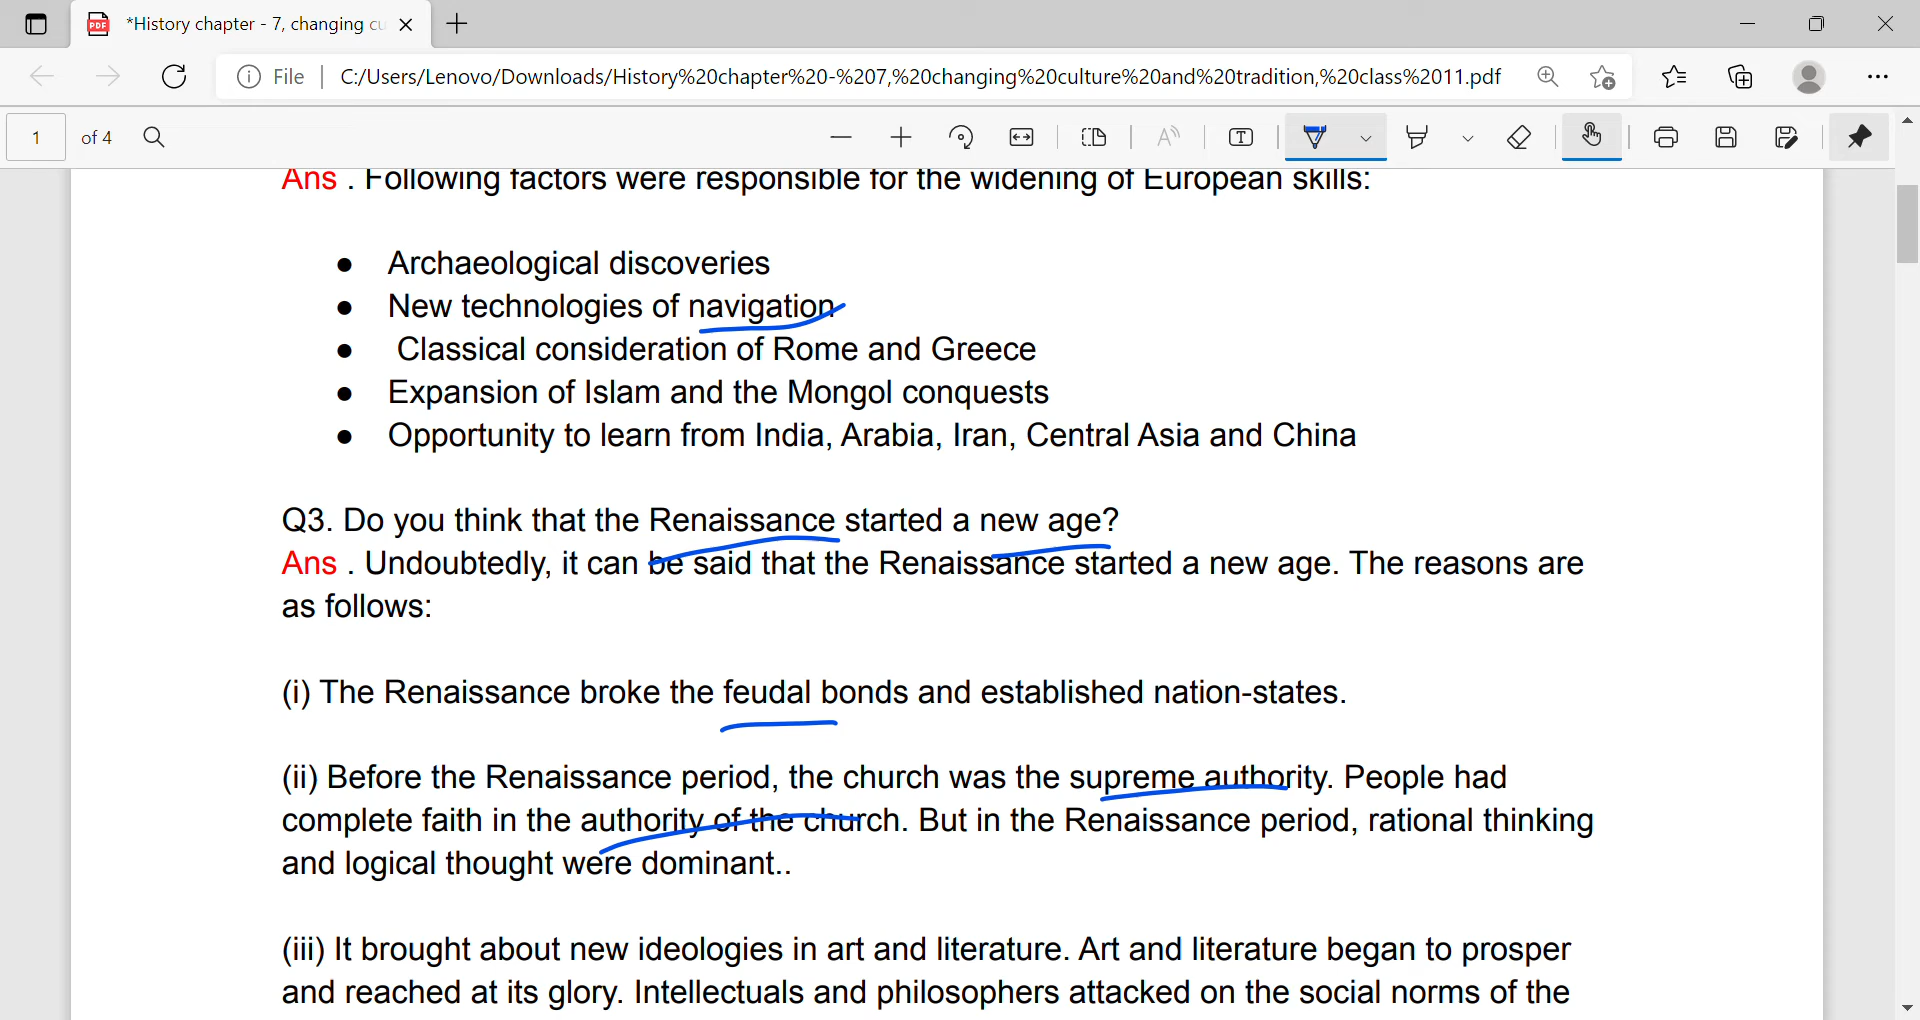 *History chapter - 7, changing cu
File
C:/Users/Lenovo/Downloads/History%20chapter%20-%207,%20changing%20culture%20and%20tradition,%20class%2011.pdf
1 of 4
Ans . Following factors were responsible for the widening of European skills:
● Archaeological discoveries
● New technologies of navigation
● Classical consideration of Rome and Greece
● Expansion of Islam and the Mongol conquests
● Opportunity to learn from India, Arabia, Iran, Central Asia and China
Q3. Do you think that the Renaissance started a new age?
Ans . Undoubtedly, it can be said that the Renaissance started a new age. The reasons are
as follows:
(i) The Renaissance broke the feudal bonds and established nation-states.
(ii) Before the Renaissance period, the church was the supreme authority. People had
complete faith in the authority of the church. But in the Renaissance period, rational thinking
and logical thought were dominant..
(iii) It brought about new ideologies in art and literature. Art and literature began to prosper
and reached at its glory. Intellectuals and philosophers attacked on the social norms of the